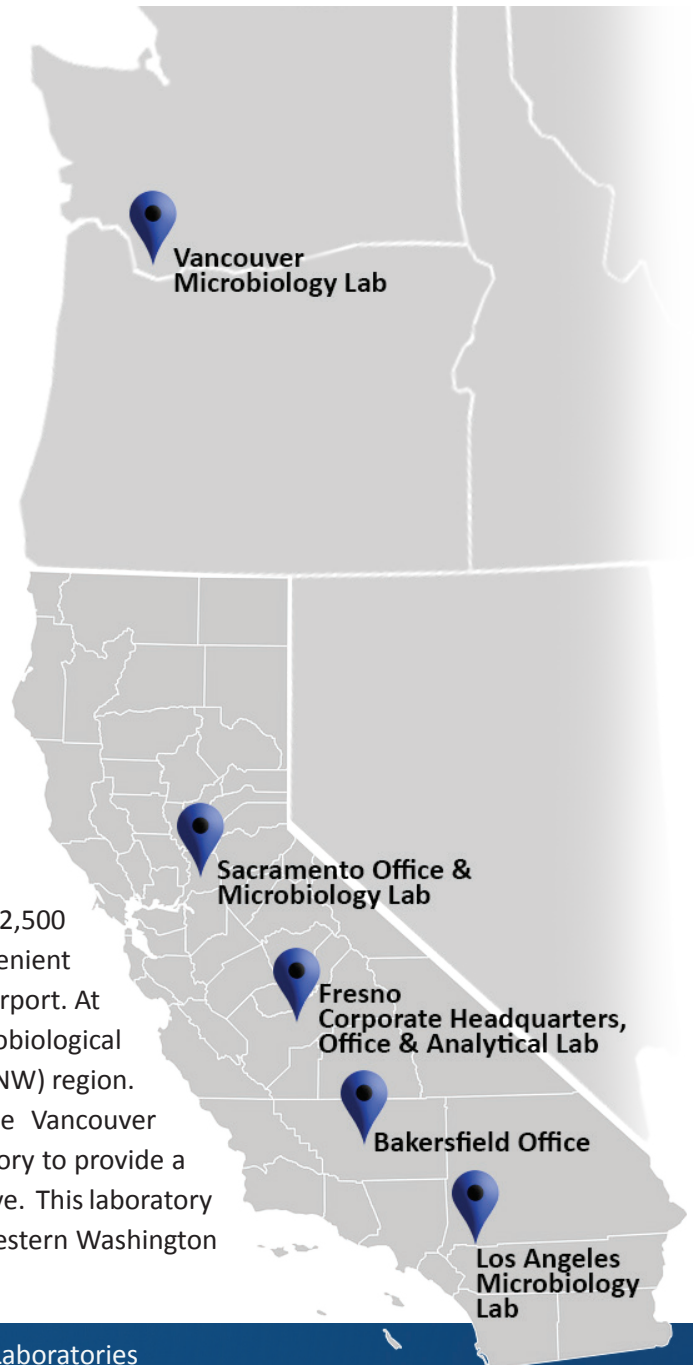 Vancouver
Microbiology Lab
Sacramento Office &
Microbiology Lab
Fresno
Corporate Headquarters,
Office & Analytical Lab
Bakersfield Office
Los Angeles
Microbiology
Lab
2,500
enient
rport. At
obiological
NW) region.
e Vancouver
ory to provide a
ve. This laboratory
estern Washington
Laboratories